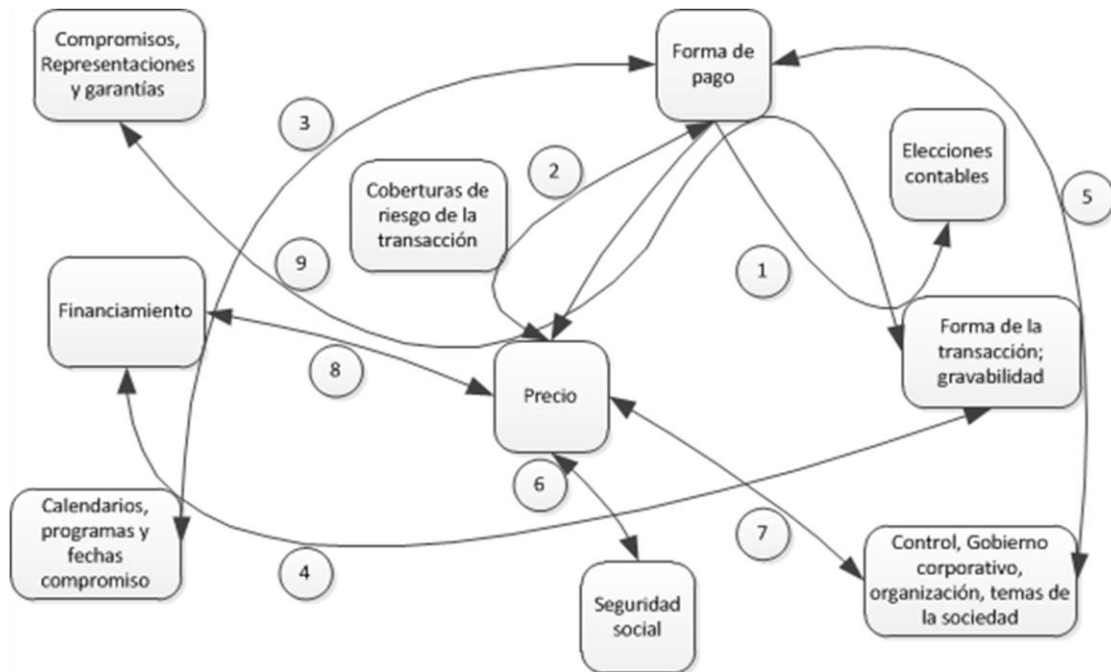 Compromisos,
Representaciones
y garantías
Forma de
pago
3
Elecciones
contables
2
Coberturas de
riesgo de la
transacción
5
1
9
Financiamiento
Forma de la
transacción;
gravabilidad
8
Precio
6
Calendarios,
programas y
fechas
compromiso
7
Control, Gobierno
corporativo,
organización, temas de
la sociedad
4
Seguridad
social